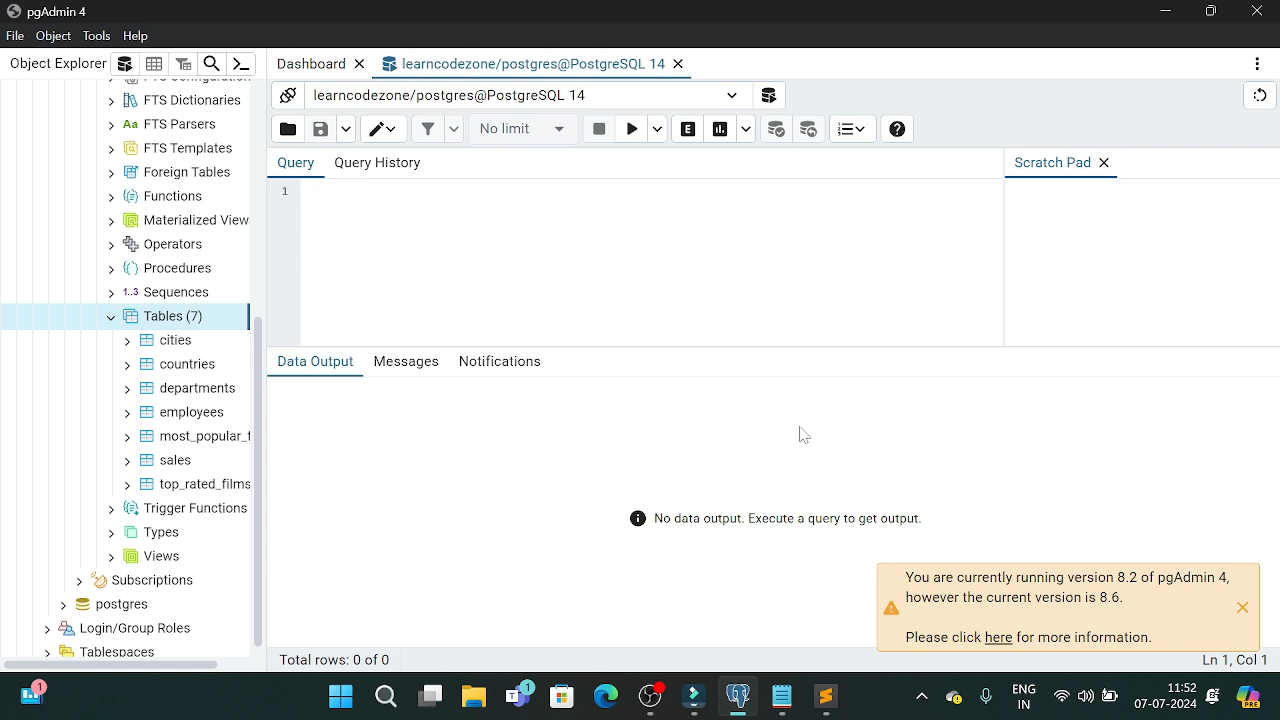 pgAdmin 4
File Object Tools Help
Object Explorer
Dashboard
learncodezone/postgres@PostgreSQL 14
learncodezone/postgres@PostgreSQL 14
No limit
E
Query Query History
Scratch Pad
1
FTS Dictionaries
Aa FTS Parsers
FTS Templates
Foreign Tables
Functions
Materialized View
Operators
Procedures
1..3 Sequences
Tables (7)
cities
countries
departments
employees
most_popular_f
sales
top_rated_films
Trigger Functions
Types
Views
Subscriptions
postgres
Login/Group Roles
Tablespaces
Data Output Messages Notifications
No data output. Execute a query to get output.
You are currently running version 8.2 of pgAdmin 4,
however the current version is 8.6.
Please click here for more information.
Total rows: 0 of 0
Ln 1, Col 1
1
1
ENG
IN
11:52
07-07-2024
PRE